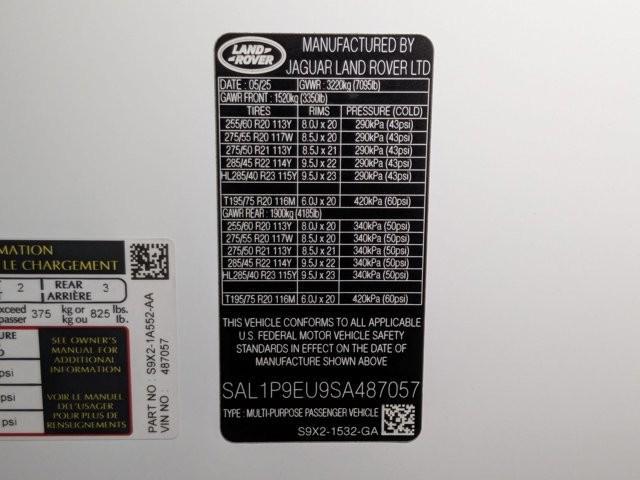 LAND-
ROVER
MANUFACTURED BY
JAGUAR LAND ROVER LTD
DATE : 05/25 GVWR : 3220kg (7095lb)
GAWR FRONT : 1520kg (3350lb)
TIRES RIMS PRESSURE (COLD)
255/60 R20 113Y 8.0J x 20 290kPa (43psi)
275/55 R20 117W 8.5J x 20 290kPa (43psi)
275/50 R21 113Y 8.5J x 21 290kPa (43psi)
285/45 R22 114Y 9.5J x 22 290kPa (43psi)
HL285/40 R23 115Y 9.5J x 23 290kPa (43psi)
T195/75 R20 116M 6.0J x 20 420kPa (60psi)
GAWR REAR : 1900kg (4185lb)
255/60 R20 113Y 8.0J x 20 340kPa (50psi)
275/55 R20 117W 8.5J x 20 340kPa (50psi)
275/50 R21 113Y 8.5J x 21 340kPa (50psi)
285/45 R22 114Y 9.5J x 22 340kPa (50psi)
HL285/40 R23 115Y 9.5J x 23 340kPa (50psi)
T195/75 R20 116M 6.0J x 20 420kPa (60psi)
THIS VEHICLE CONFORMS TO ALL APPLICABLE
U.S. FEDERAL MOTOR VEHICLE SAFETY
STANDARDS IN EFFECT ON THE DATE OF
MANUFACTURE SHOWN ABOVE
SAL1P9EU9SA487057
TYPE : MULTI-PURPOSE PASSENGER VEHICLE
S9X2-1532-GA
LE CHARGEMENT
2 REAR 3
ARRIÈRE
375 kg or 825 lbs.
kg ou lb.
SEE OWNER'S
MANUAL FOR
ADDITIONAL
INFORMATION
VOIR LE MANUEL
DE L'USAGER
POUR PLUS DE
RENSEIGNEMENTS
psi
psi
psi
PART NO : S9X2-1A552-AA
VIN NO : 487057